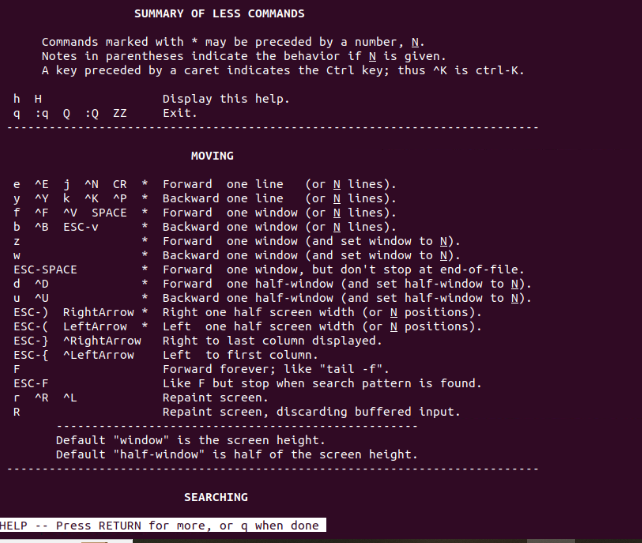 SUMMARY OF LESS COMMANDS
Commands marked with * may be preceded by a number, N.
Notes in parentheses indicate the behavior if N is given.
A key preceded by a caret indicates the Ctrl key; thus ^K is ctrl-K.
h  H                 Display this help.
q  :q  Q  :Q  ZZ     Exit.
---------------------------------------------------------------------------
MOVING
e  ^E  j  ^N  CR  *  Forward  one line   (or N lines).
y  ^Y  k  ^K  ^P  *  Backward one line   (or N lines).
f  ^F  ^V  SPACE  *  Forward  one window (or N lines).
b  ^B  ESC-v      *  Backward one window (or N lines).
z                 *  Forward  one window (and set window to N).
w                 *  Backward one window (and set window to N).
ESC-SPACE         *  Forward  one window, but don't stop at end-of-file.
d  ^D             *  Forward  one half-window (and set half-window to N).
u  ^U             *  Backward one half-window (and set half-window to N).
ESC-)  RightArrow *  Right one half screen width (or N positions).
ESC-(  LeftArrow  *  Left  one half screen width (or N positions).
ESC-}  ^RightArrow   Right to last column displayed.
ESC-{  ^LeftArrow    Left  to first column.
F                    Forward forever; like "tail -f".
ESC-F                Like F but stop when search pattern is found.
r  ^R  ^L            Repaint screen.
R                    Repaint screen, discarding buffered input.
---------------------------------------------------
Default "window" is the screen height.
Default "half-window" is half of the screen height.
---------------------------------------------------------------------------
SEARCHING
HELP -- Press RETURN for more, or q when done